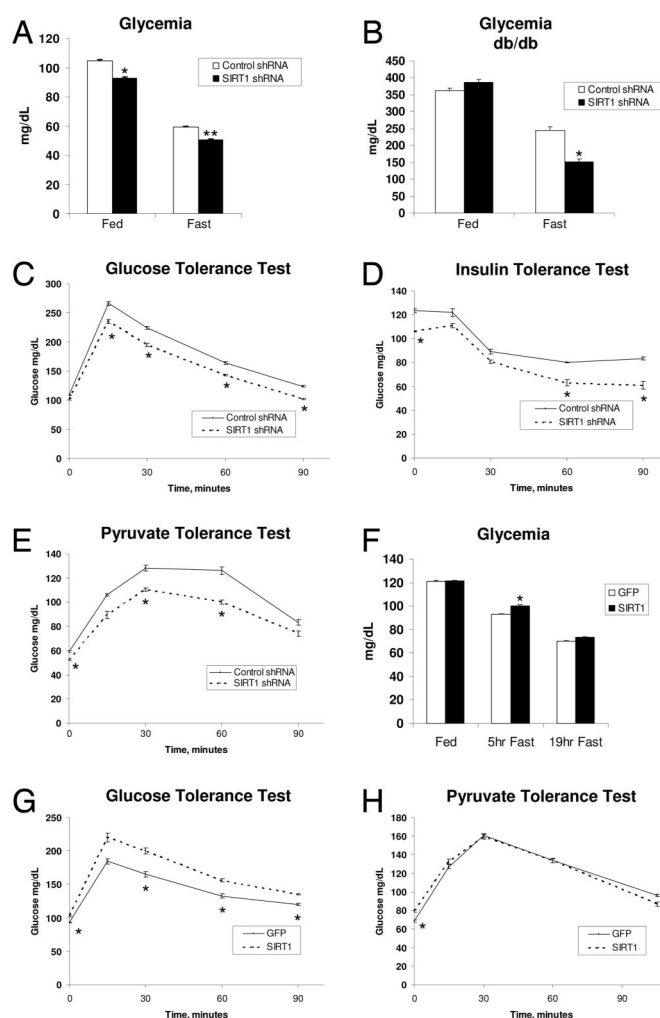 A
Glycemia
Control shRNA
SIRT1 shRNA
mg/dL
120
100
80
60
40
20
0
*
**
Fed
Fast
B
Glycemia
db/db
Control shRNA
SIRT1 shRNA
mg/dL
450
400
350
300
250
200
150
100
50
0
*
Fed
Fast
C
Glucose Tolerance Test
Glucose mg/dL
300
250
200
150
100
50
0
*
*
*
*
Control shRNA
SIRT1 shRNA
0
30
60
90
Time, minutes
D
Insulin Tolerance Test
Glucose mg/dL
140
120
100
80
60
40
20
0
*
*
*
Control shRNA
SIRT1 shRNA
0
30
60
90
Time, minutes
E
Pyruvate Tolerance Test
Glucose mg/dL
140
120
100
80
60
40
20
0
*
*
*
Control shRNA
SIRT1 shRNA
0
30
60
90
Time, minutes
F
Glycemia
GFP
SIRT1
mg/dL
140
120
100
80
60
40
20
0
*
Fed
5hr Fast
19hr Fast
G
Glucose Tolerance Test
Glucose mg/dL
250
200
150
100
50
0
*
*
*
*
GFP
SIRT1
0
30
60
90
Time, minutes
H
Pyruvate Tolerance Test
Glucose mg/dL
180
160
140
120
100
80
60
40
20
0
*
GFP
SIRT1
0
30
60
90
Time, minutes